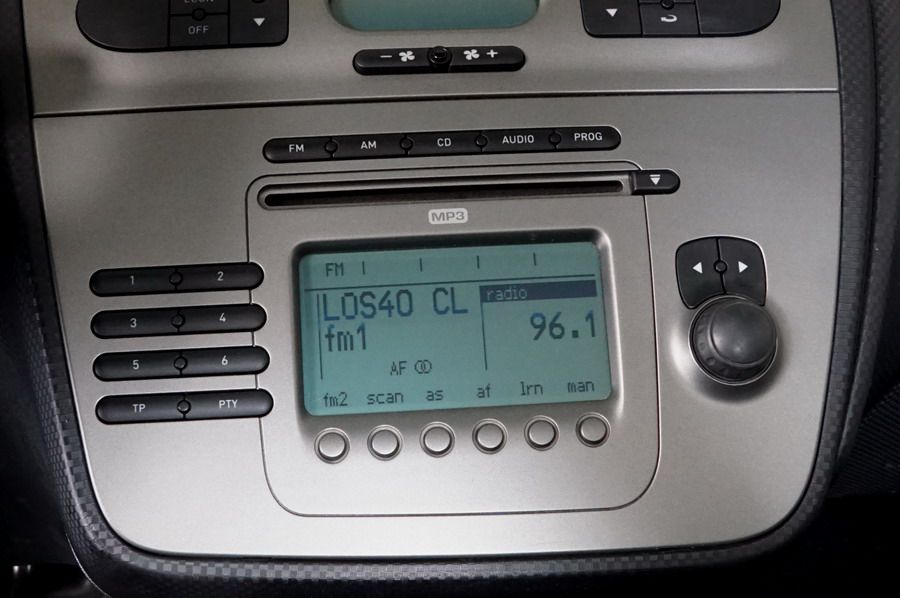 OFF
− +
FM AM CD AUDIO PROG
MP3
1 2
3 4
5 6
TP PTY
FM
LOS40 CL
radio
fm1
96.1
AF
fm2 scan as af lrn man